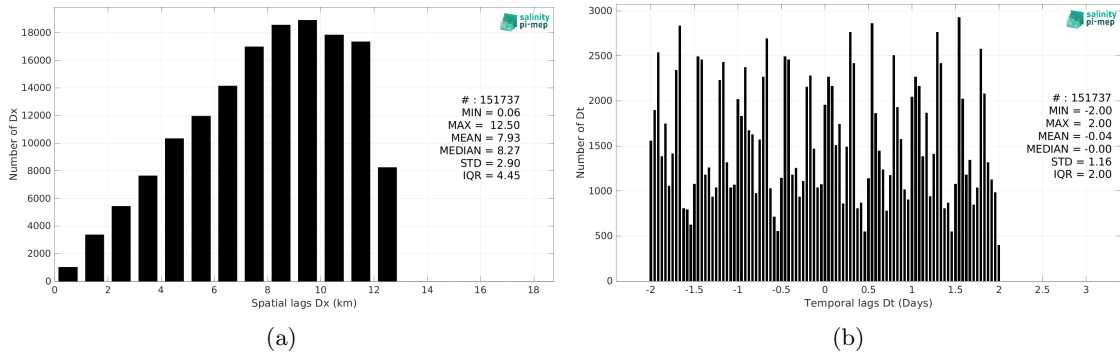 salinity
pi-mep
18000
16000
14000
12000
10000
8000
6000
4000
2000
0
Number of Dx
# : 151737
MIN = 0.06
MAX = 12.50
MEAN = 7.93
MEDIAN = 8.27
STD = 2.90
IQR = 4.45
0 2 4 6 8 10 12 14 16 18
Spatial lags Dx (km)
(a)
salinity
pi-mep
3000
2500
2000
1500
1000
500
0
Number of Dt
# : 151737
MIN = -2.00
MAX = 2.00
MEAN = -0.04
MEDIAN = -0.00
STD = 1.16
IQR = 2.00
-2 -1.5 -1 -0.5 0 0.5 1 1.5 2 2.5 3
Temporal lags Dt (Days)
(b)